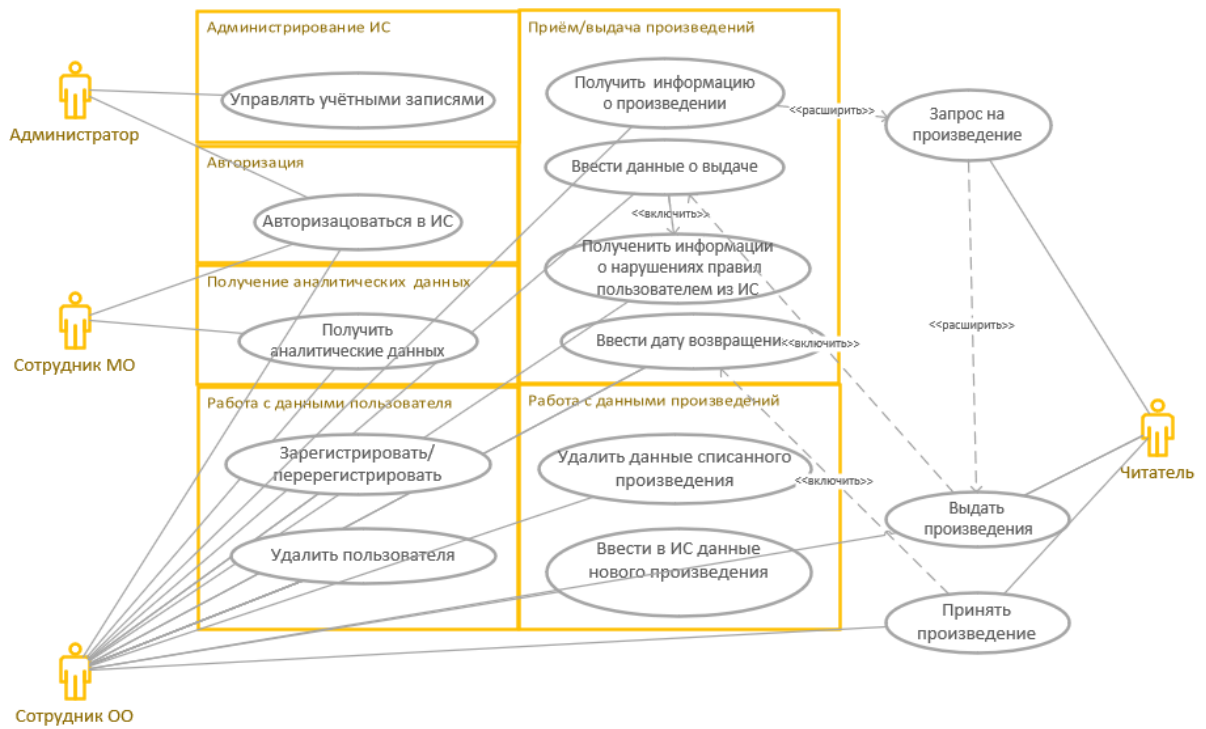 Администрирование ИС
Приём/выдача произведений
Получить информацию
о произведении
Управлять учётными записями
<<расширить>>
Запрос на
произведение
Администратор
Авторизация
Ввести данные о выдаче
Авторизацоваться в ИС
<<включить>>
Полученить информации
о нарушениях правил
пользователем из ИС
Получение аналитических данных
Получить
аналитические данных
Ввести дату возвращени
<<включить>>
<<расширить>>
Сотрудник МО
Работа с данными пользователя
Работа с данными произведений
Зарегистрировать/
перерегистрировать
Удалить данные списанного
произведения
<<включить>>
Читатель
Выдать
произведения
Удалить пользователя
Ввести в ИС данные
нового произведения
Принять
произведение
Сотрудник ОО